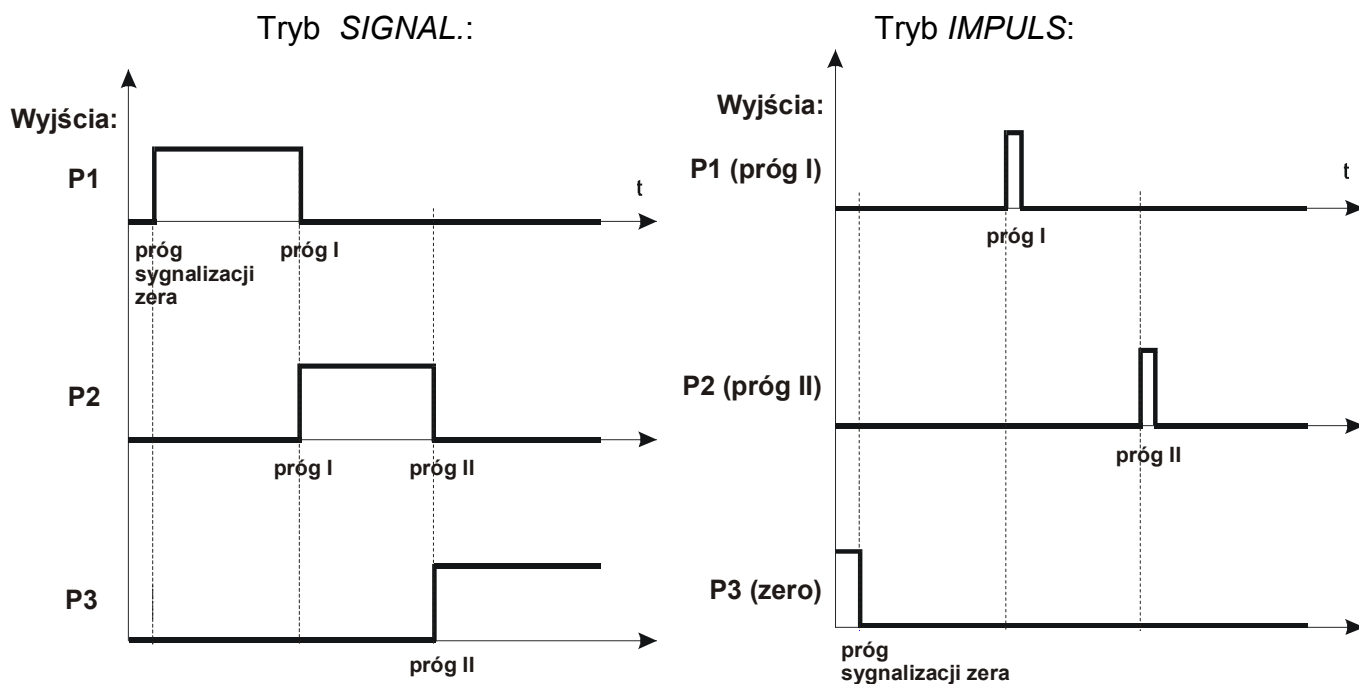 Tryb SIGNAL.:
Wyjścia:
P1
t
próg
sygnalizacji
zera
próg I
P2
próg I
próg II
P3
próg II
Tryb IMPULS:
Wyjścia:
P1 (próg I)
t
próg I
P2 (próg II)
próg II
P3 (zero)
próg
sygnalizacji zera